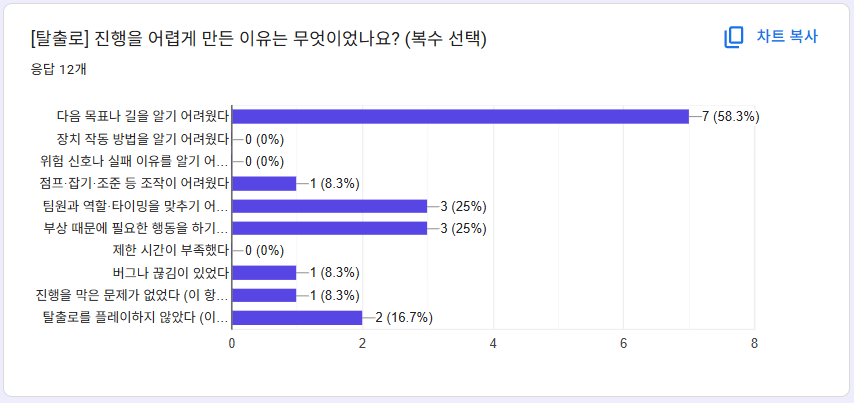 [탈출로] 진행을 어렵게 만든 이유는 무엇이었나요? (복수 선택)
차트 복사
응답 12개
다음 목표나 길을 알기 어려웠다 7 (58.3%)
장치 작동 방법을 알기 어려웠다 0 (0%)
위험 신호나 실패 이유를 알기 어... 0 (0%)
점프·잡기·조준 등 조작이 어려웠다 1 (8.3%)
팀원과 역할·타이밍을 맞추기 어... 3 (25%)
부상 때문에 필요한 행동을 하기... 3 (25%)
제한 시간이 부족했다 0 (0%)
버그나 끊김이 있었다 1 (8.3%)
진행을 막은 문제가 없었다 (이 항... 1 (8.3%)
탈출로를 플레이하지 않았다 (이... 2 (16.7%)
0 2 4 6 8